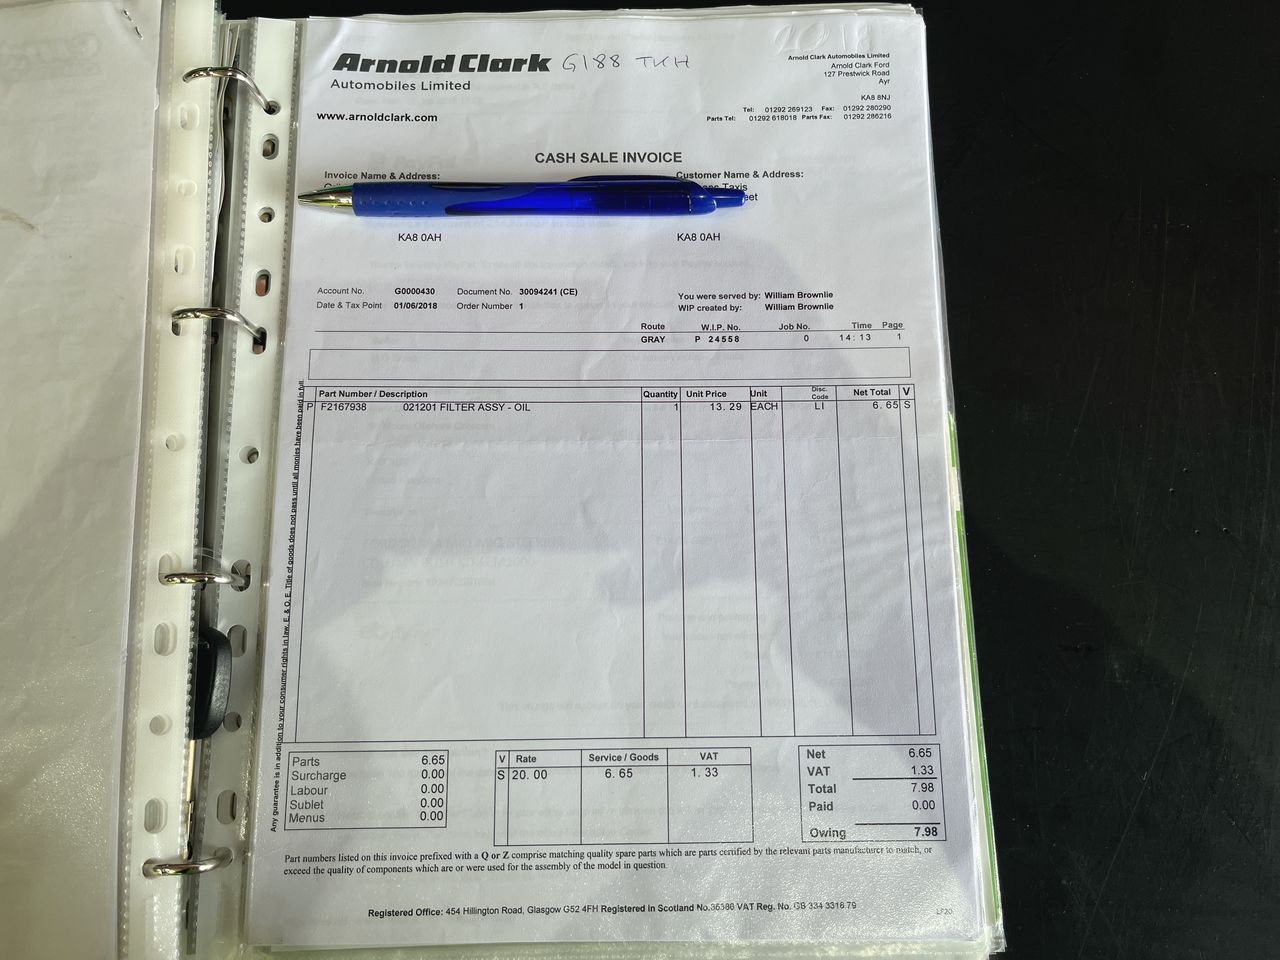 Arnold Clark G188 TKH
Automobiles Limited
www.arnoldclark.com
Arnold Clark Automobiles Limited
Arnold Clark Ford
127 Prestwick Road
Ayr
KA8 8NJ
Tel: 01292 269123 Fax: 01292 280290
Parts Tel: 01292 618018 Parts Fax: 01292 286216
CASH SALE INVOICE
Invoice Name & Address:
Customer Name & Address:
Taxis
KA8 0AH
KA8 0AH
Account No. G0000430 Document No. 30094241 (CE)
Date & Tax Point 01/06/2018 Order Number 1
You were served by: William Brownlie
WIP created by: William Brownlie
Route W.I.P. No. Job No. Time Page
GRAY P 24558 0 14:13 1
Part Number / Description Quantity Unit Price Unit Disc. Code Net Total V
P F2167938 021201 FILTER ASSY - OIL 1 13.29 EACH LI 6.65 S
Any guarantee is in addition to your consumer rights in law. E. & O. E. Title of goods does not pass until all monies have been paid in full.
Parts 6.65
Surcharge 0.00
Labour 0.00
Sublet 0.00
Menus 0.00
V Rate Service / Goods VAT
S 20.00 6.65 1.33
Net 6.65
VAT 1.33
Total 7.98
Paid 0.00
Owing 7.98
Part numbers listed on this invoice prefixed with a Q or Z comprise matching quality spare parts which are parts certified by the relevant parts manufacturer to match, or
exceed the quality of components which are or were used for the assembly of the model in question.
Registered Office: 454 Hillington Road, Glasgow G52 4FH Registered in Scotland No.36386 VAT Reg. No. GB 334 3318 79
LF20